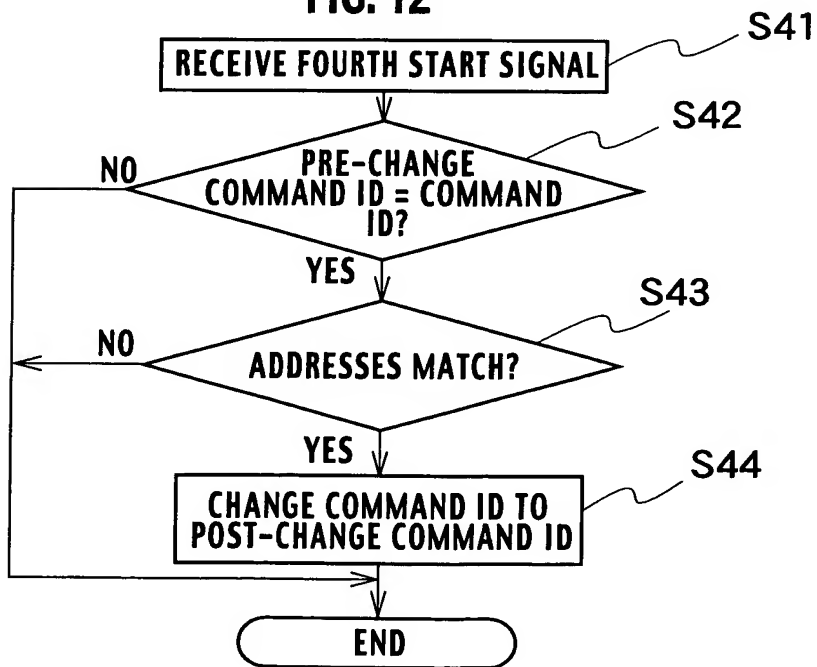 FIG. 12
S41
RECEIVE FOURTH START SIGNAL
S42
NO
PRE-CHANGE
COMMAND ID = COMMAND
ID?
YES
S43
NO
ADDRESSES MATCH?
YES
S44
CHANGE COMMAND ID TO
POST-CHANGE COMMAND ID
END